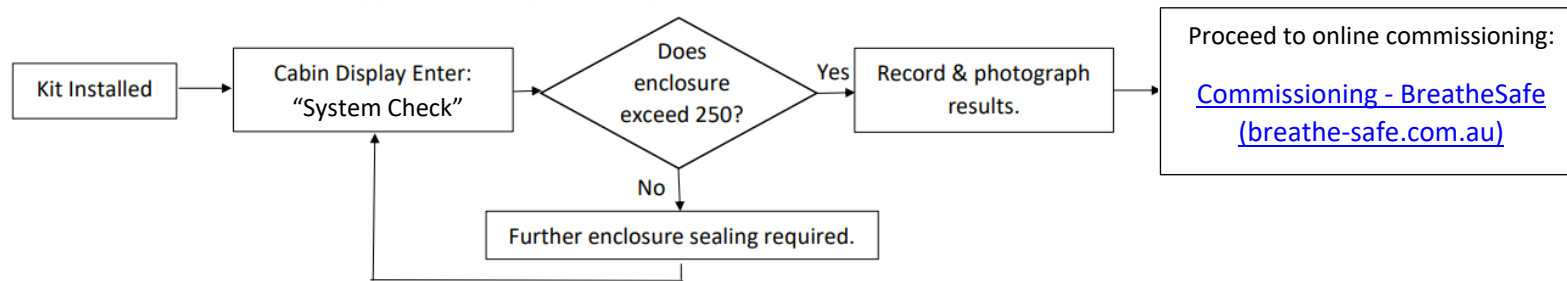 Kit Installed
Cabin Display Enter:
“System Check”
Does
enclosure
exceed 250?
Yes
Record & photograph
results.
Proceed to online commissioning:
Commissioning - BreatheSafe
(breathe-safe.com.au)
No
Further enclosure sealing required.